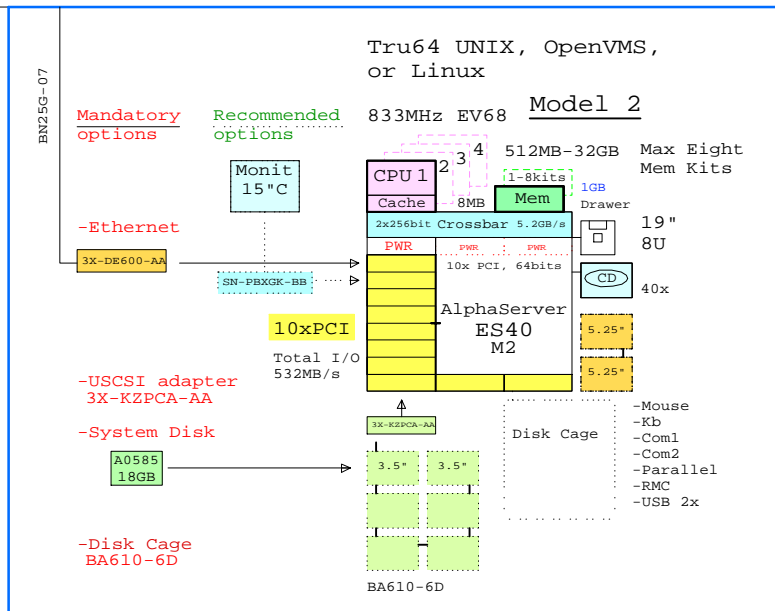 Tru64 UNIX, OpenVMS,
or Linux
BN25G-07
Mandatory
options
Recommended
options
833MHz EV68
Model 2
Monit
15"C
CPU 1
2
3
4
Cache
8MB
512MB-32GB
1-8kits
Mem
Max Eight
Mem Kits
1GB
Drawer
2x256bit Crossbar 5.2GB/s
19"
8U
-Ethernet
3X-DE600-AA
SN-PBXGK-BB
PWR
PWR
PWR
10x PCI, 64bits
CD
40x
AlphaServer
ES40
M2
10xPCI
Total I/O
532MB/s
5.25"
5.25"
-USCSI adapter
3X-KZPCA-AA
-System Disk
A0585
18GB
3X-KZPCA-AA
3.5"
3.5"
Disk Cage
-Mouse
-Kb
-Com1
-Com2
-Parallel
-RMC
-USB 2x
-Disk Cage
BA610-6D
BA610-6D